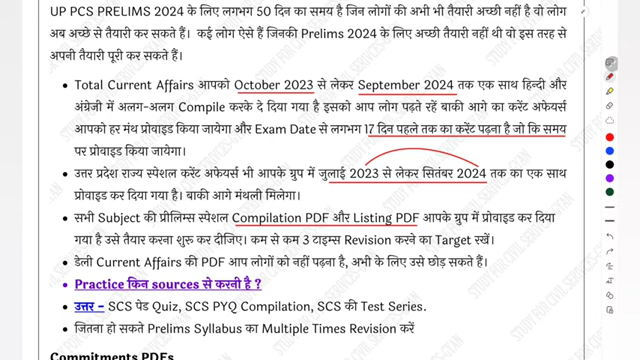 UP PCS PRELIMS 2024 के लिए लगभग 50 दिन का समय है जिन लोगों की अभी भी तैयारी अच्छी नहीं है वो लोग
अब अच्छे से तैयारी कर सकते हैं। कई लोग ऐसे हैं जिनकी Prelims 2024 के लिए अच्छी तैयारी नहीं थी वो इस तरह से
अपनी तैयारी पूरी कर सकते हैं।
• Total Current Affairs आपको October 2023 से लेकर September 2024 तक एक साथ हिन्दी और
अंग्रेजी में अलग-अलग Compile करके दे दिया गया है इसको आप लोग पढ़ते रहें बाकी आगे का करेंट अफेयर्स
आपको हर मंथ प्रोवाइड किया जायेगा और Exam Date से लगभग 17 दिन पहले तक का करेंट पढ़ना है जो कि समय
पर प्रोवाइड किया जायेगा।
• उत्तर प्रदेश राज्य स्पेशल करेंट अफेयर्स भी आपके ग्रुप में जुलाई 2023 से लेकर सितंबर 2024 तक का एक साथ
प्रोवाइड कर दिया गया है। बाकी आगे मंथली मिलेगा।
• सभी Subject की प्रीलिम्स स्पेशल Compilation PDF और Listing PDF आपके ग्रुप में प्रोवाइड कर दिया
गया है उसे तैयार करना शुरू कर दीजिए। कम से कम 3 टाइम्स Revision करने का Target रखें।
• डेली Current Affairs की PDF आप लोगों को नहीं पढ़ना है, अभी के लिए उसे छोड़ सकते हैं।
• Practice किन sources से करनी है ?
• उत्तर – SCS पेड Quiz, SCS PYQ Compilation, SCS की Test Series.
• जितना हो सकते Prelims Syllabus का Multiple Times Revision करें
Commitments PDFs